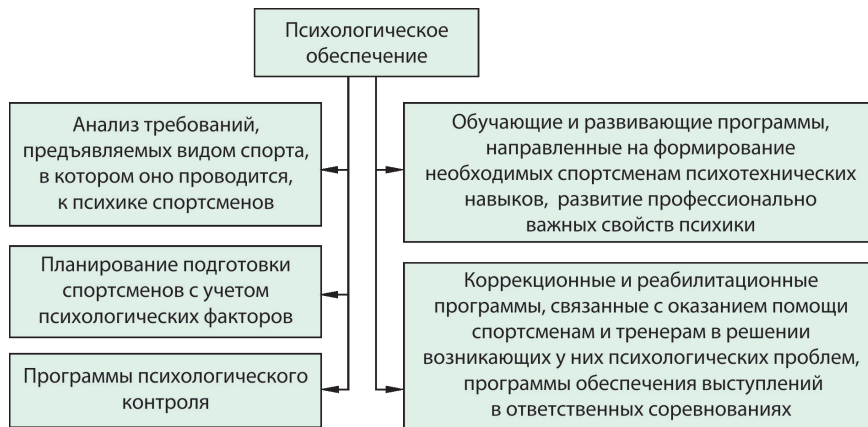 Психологическое
обеспечение
Анализ требований,
предъявляемых видом спорта,
в котором оно проводится,
к психике спортсменов
Планирование подготовки
спортсменов с учетом
психологических факторов
Программы психологического
контроля
Обучающие и развивающие программы,
направленные на формирование
необходимых спортсменам психотехнических
навыков, развитие профессионально
важных свойств психики
Коррекционные и реабилитационные
программы, связанные с оказанием помощи
спортсменам и тренерам в решении
возникающих у них психологических проблем,
программы обеспечения выступлений
в ответственных соревнованиях